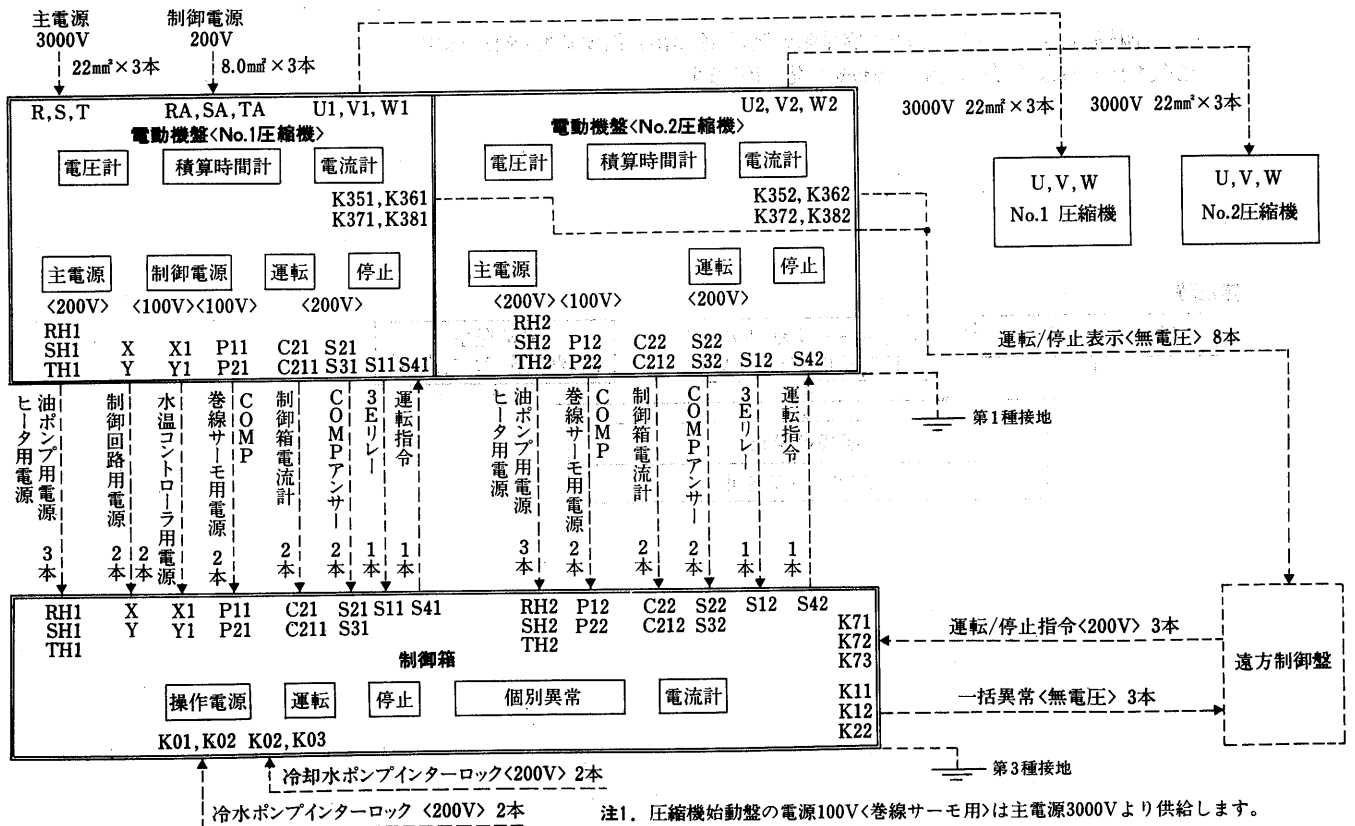 主電源
3000V
制御電源
200V
22mm²×3本
8.0mm²×3本
R,S,T
RA,SA,TA
U1,V1,W1
電動機盤<No.1圧縮機>
電圧計
積算時間計
電流計
K351,K361
K371,K381
主電源
制御電源
運転
停止
<200V>
<100V><100V>
<200V>
RH1
SH1
TH1
X
Y
X1
Y1
P11
P21
C21
C211
S21
S31
S11
S41
U2,V2,W2
電動機盤<No.2圧縮機>
電圧計
積算時間計
電流計
K352,K362
K372,K382
主電源
運転
停止
<200V>
<100V>
<200V>
RH2
SH2
TH2
P12
P22
C22
C212
S22
S32
S12
S42
3000V 22mm²×3本
3000V 22mm²×3本
U,V,W
No.1 圧縮機
U,V,W
No.2圧縮機
運転/停止表示<無電圧> 8本
第1種接地
油ポンプ用電源
ヒータ用電源
3本
制御回路用電源
2本
水温コントローラ用電源
2本
COMP
巻線サーモ用電源
2本
制御箱電流計
2本
COMPアンサー
2本
3Eリレー
1本
運転指令
1本
油ポンプ用電源
ヒータ用電源
3本
COMP
巻線サーモ用電源
2本
制御箱電流計
2本
COMPアンサー
2本
3Eリレー
1本
運転指令
1本
RH1
SH1
TH1
X
Y
X1
Y1
P11
P21
C21
C211
S21
S31
S11
S41
RH2
SH2
TH2
P12
P22
C22
C212
S22
S32
S12
S42
K71
K72
K73
制御箱
操作電源
運転
停止
個別異常
電流計
K11
K12
K22
K01,K02
K02,K03
運転/停止指令<200V> 3本
一括異常<無電圧> 3本
遠方制御盤
第3種接地
冷却水ポンプインターロック<200V> 2本
冷水ポンプインターロック <200V> 2本
注1. 圧縮機始動盤の電源100V<巻線サーモ用>は主電源3000Vより供給します。